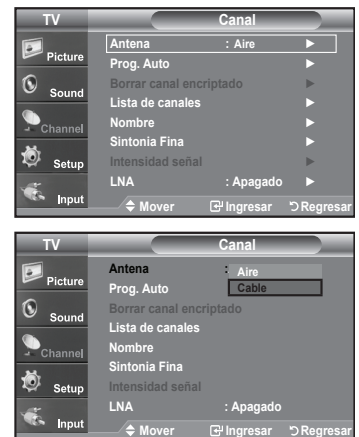 TV Canal
Picture
Sound
Channel
Setup
Input
Antena : Aire
Prog. Auto
Borrar canal encriptado
Lista de canales
Nombre
Sintonia Fina
Intensidad señal
LNA : Apagado
Mover Ingresar Regresar
TV Canal
Picture
Sound
Channel
Setup
Input
Antena : Aire
Cable
Prog. Auto
Borrar canal encriptado
Lista de canales
Nombre
Sintonia Fina
Intensidad señal
LNA : Apagado
Mover Ingresar Regresar